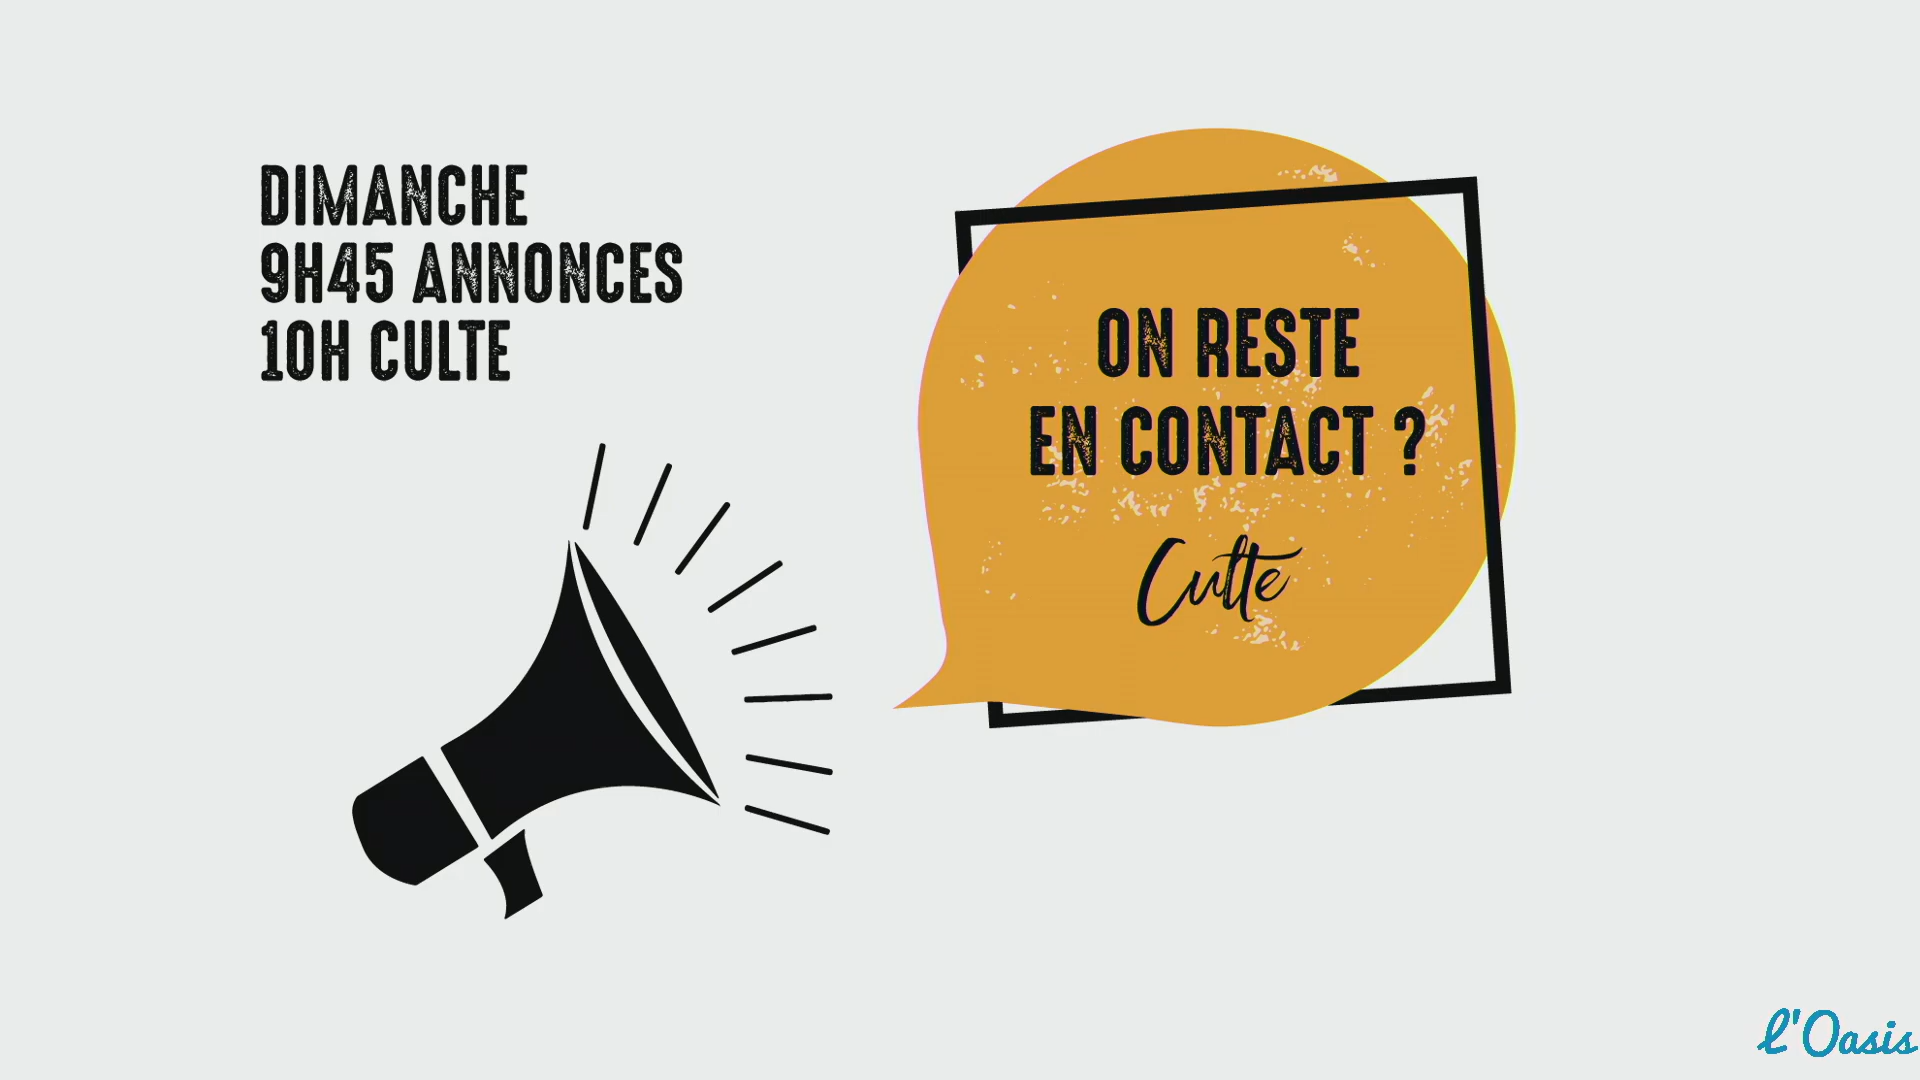 DIMANCHE
9H45 ANNONCES
10H CULTE
ON RESTE
EN CONTACT ?
Culte
l'Oasis